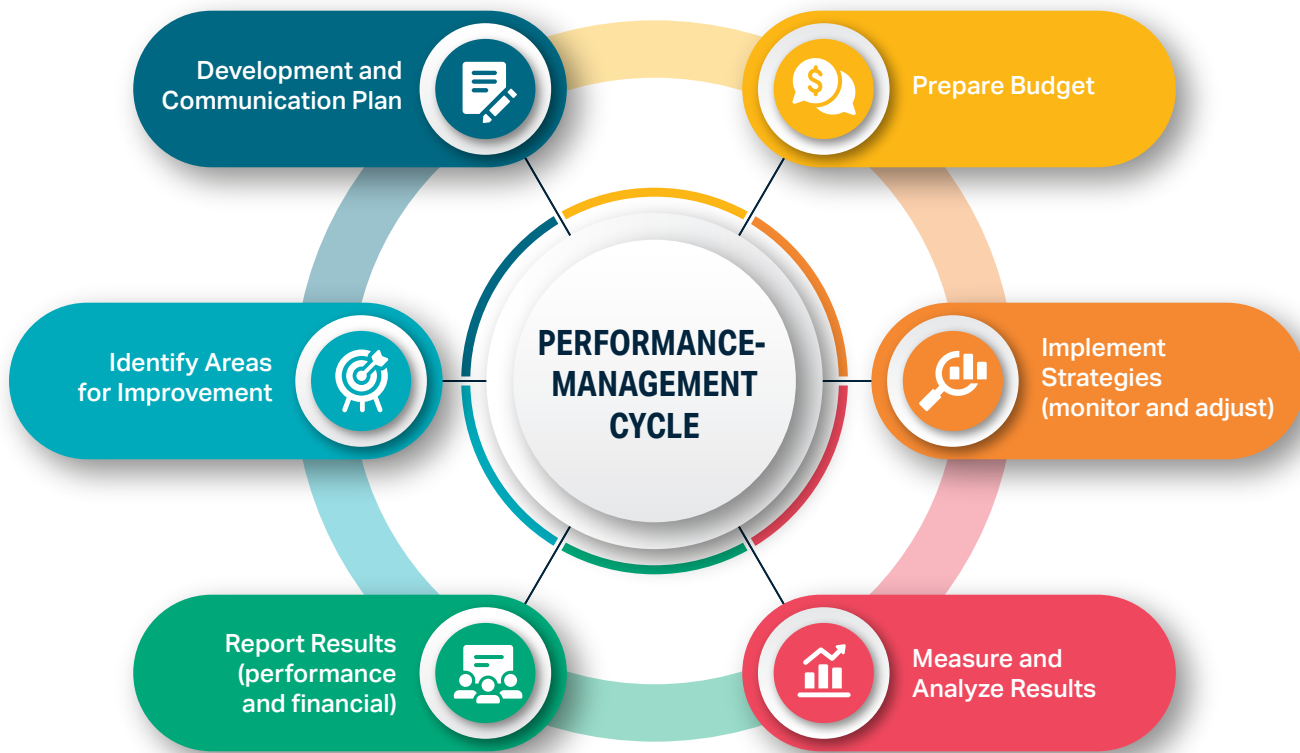 Development and
Communication Plan
$
Prepare Budget
Identify Areas
for Improvement
PERFORMANCE-
MANAGEMENT
CYCLE
Implement
Strategies
(monitor and adjust)
Report Results
(performance
and financial)
Measure and
Analyze Results